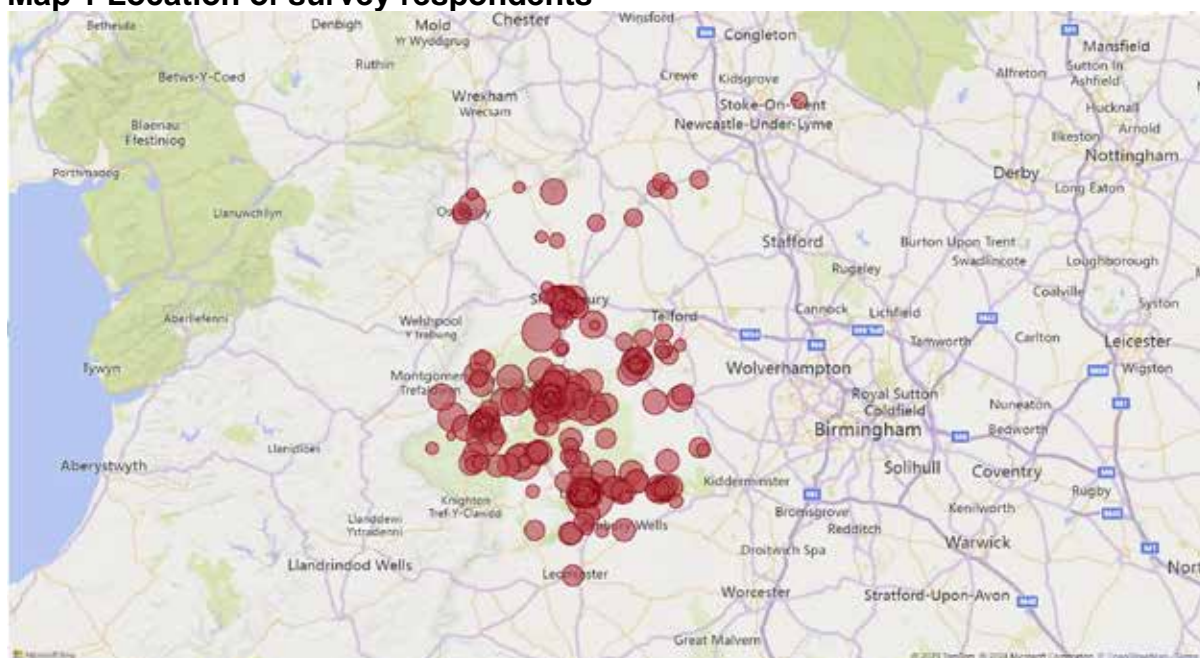 Map 1 Location of survey respondents
Bethesda
Denbigh
Mold
Yr Wyddgrug
Chester
Winsford
Congleton
Mansfield
Sutton In
Ashfield
Alfreton
Betws-Y-Coed
Ruthin
Crewe
Kidsgrove
Wrexham
Wrecsam
Stoke-On-Trent
Newcastle-Under-Lyme
Hucknall
Arnold
Ilkeston
Nottingham
Blaenau
Ffestiniog
Porthmadog
Derby
Long Eaton
Llanuwchllyn
Stafford
Burton Upon Trent
Swadlincote
Loughborough
Rugeley
Coalville
Syston
Cannock
Lichfield
Aberllefenni
Welshpool
Y Trallwng
Telford
Tamworth
Carlton
Leicester
Wigston
Tywyn
Wolverhampton
Royal Sutton
Coldfield
Nuneaton
Birmingham
Bedworth
Solihull
Coventry
Rugby
Aberystwyth
Llanidloes
Knighton
Tref-Y-Clawdd
Kidderminster
Bromsgrove
Redditch
Kenilworth
Warwick
Llanddewi
Ystradenni
Droitwich Spa
Llandrindod Wells
Worcester
Stratford-Upon-Avon
Great Malvern